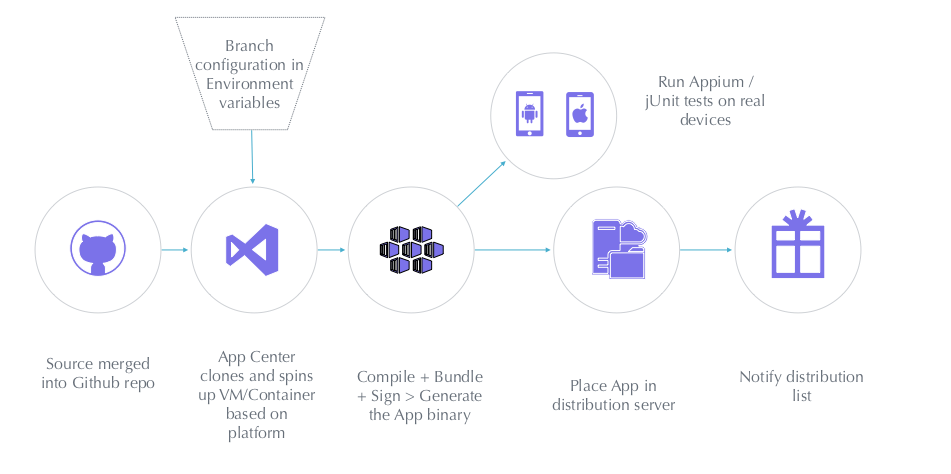 Branch
configuration in
Environment
variables
Run Appium /
jUnit tests on real
devices
Source merged
into Github repo
App Center
clones and spins
up VM/Container
based on
platform
Compile + Bundle
+ Sign > Generate
the App binary
Place App in
distribution server
Notify distribution
list